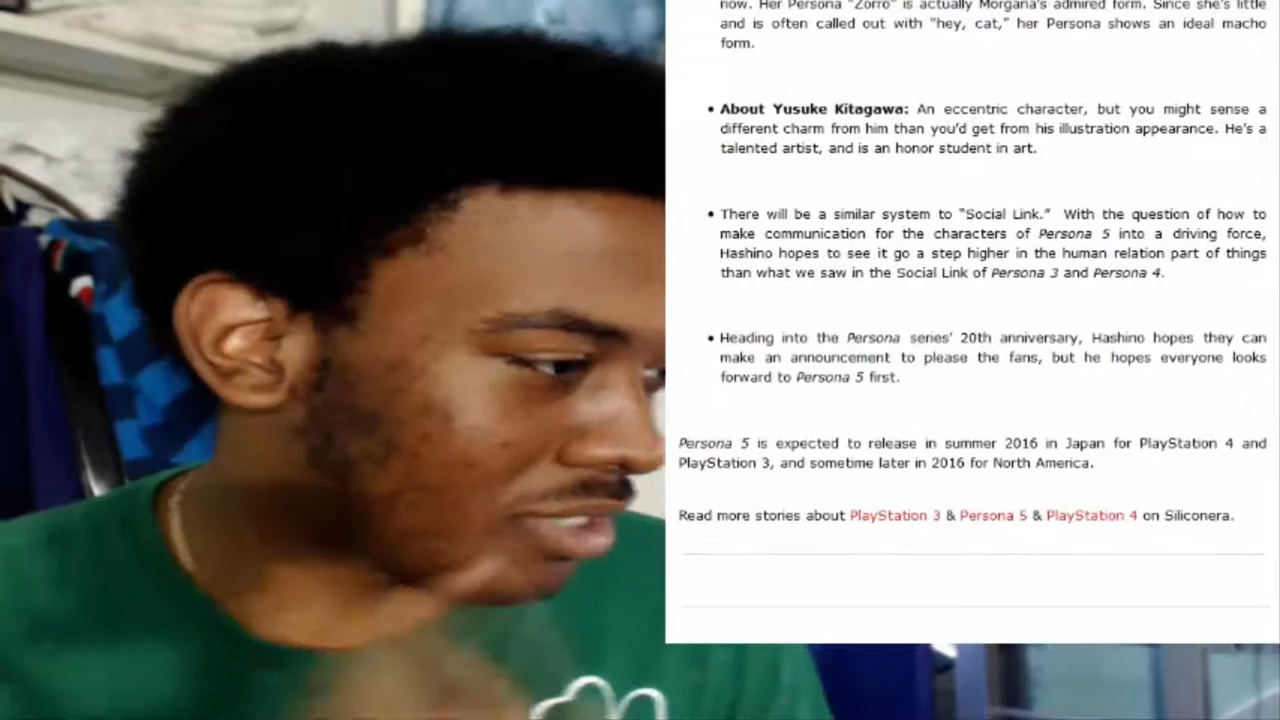 now. Her Persona "Zorro" is actually Morgana's admired form. Since she's little
and is often called out with "hey, cat," her Persona shows an ideal macho
form.
• About Yusuke Kitagawa: An eccentric character, but you might sense a
different charm from him than you'd get from his illustration appearance. He's a
talented artist, and is an honor student in art.
• There will be a similar system to "Social Link." With the question of how to
make communication for the characters of Persona 5 into a driving force,
Hashino hopes to see it go a step higher in the human relation part of things
than what we saw in the Social Link of Persona 3 and Persona 4.
• Heading into the Persona series' 20th anniversary, Hashino hopes they can
make an announcement to please the fans, but he hopes everyone looks
forward to Persona 5 first.
Persona 5 is expected to release in summer 2016 in Japan for PlayStation 4 and
PlayStation 3, and sometime later in 2016 for North America.
Read more stories about PlayStation 3 & Persona 5 & PlayStation 4 on Siliconera.